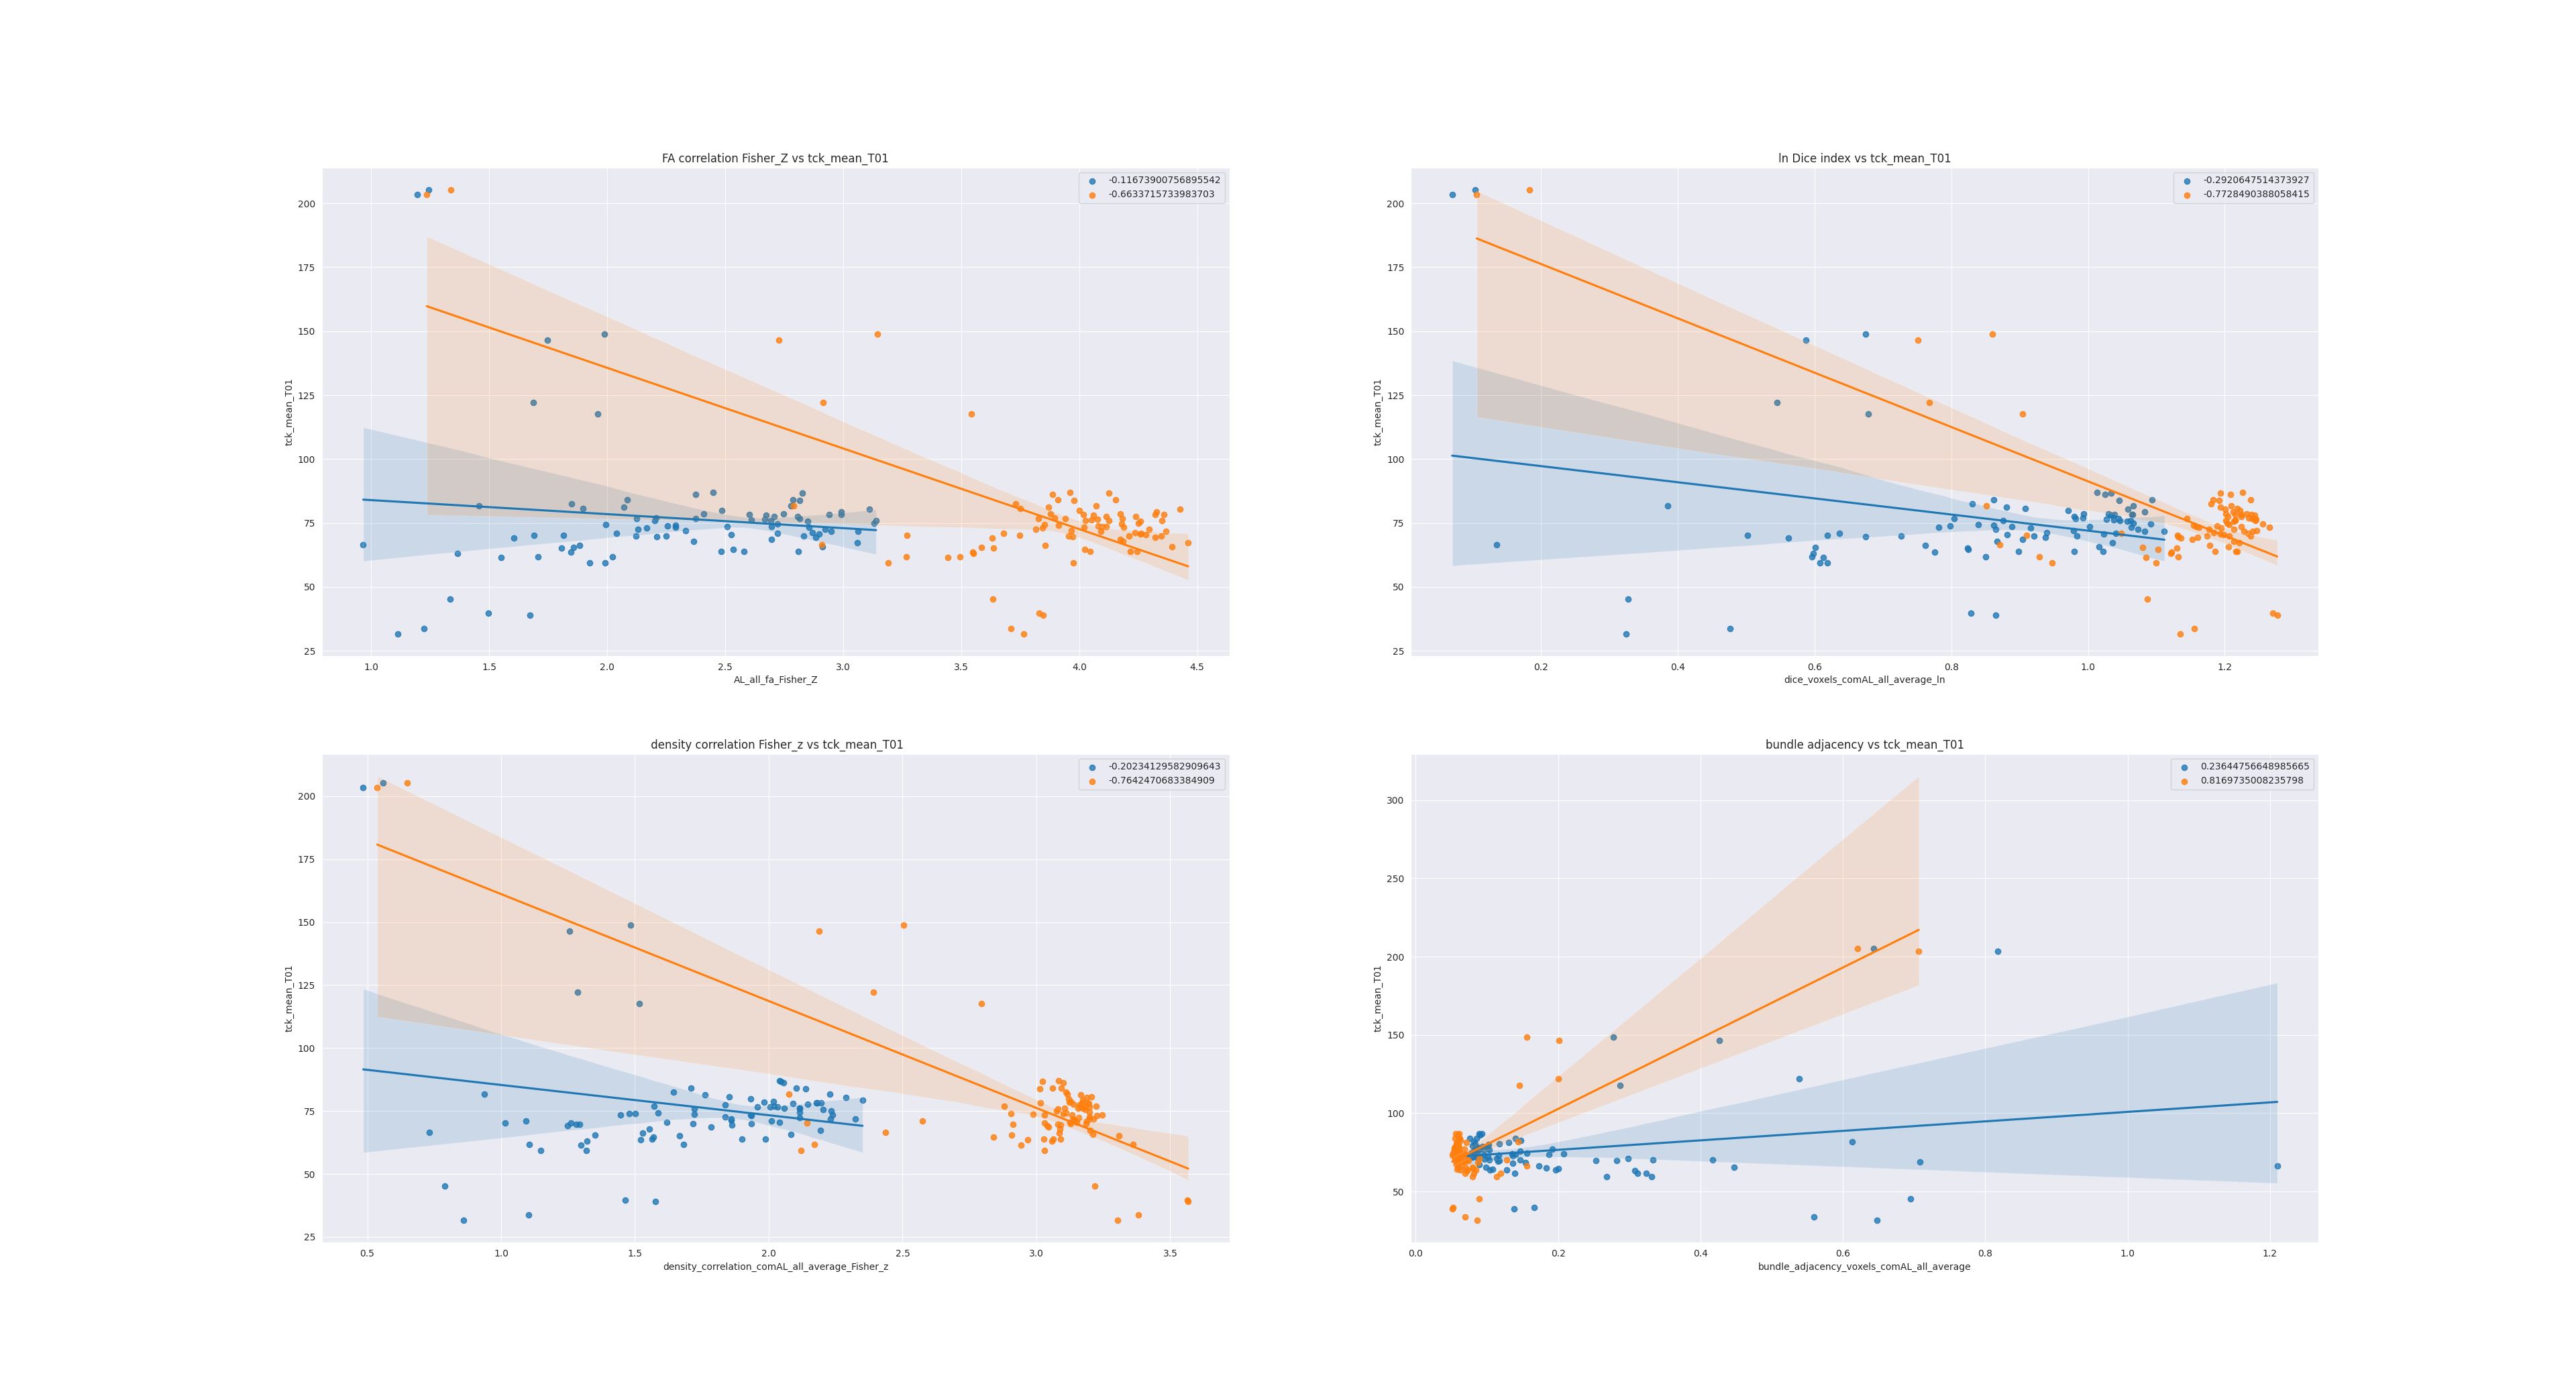 FA correlation Fisher_Z vs tck_mean_T01
-0.11673900756895542
-0.6633715733983703
200
175
150
125
100
75
50
25
tck_mean_T01
1.0 1.5 2.0 2.5 3.0 3.5 4.0 4.5
AL_all_fa_Fisher_Z
ln Dice index vs tck_mean_T01
-0.2920647514373927
-0.7728490388058415
200
175
150
125
100
75
50
25
tck_mean_T01
0.2 0.4 0.6 0.8 1.0 1.2
dice_voxels_comAL_all_average_ln
density correlation Fisher_z vs tck_mean_T01
-0.20234129582909643
-0.7642470683384909
200
175
150
125
100
75
50
25
tck_mean_T01
0.5 1.0 1.5 2.0 2.5 3.0 3.5
density_correlation_comAL_all_average_Fisher_z
bundle adjacency vs tck_mean_T01
0.23644756648985665
0.8169735008235798
300
250
200
150
100
50
tck_mean_T01
0.0 0.2 0.4 0.6 0.8 1.0 1.2
bundle_adjacency_voxels_comAL_all_average